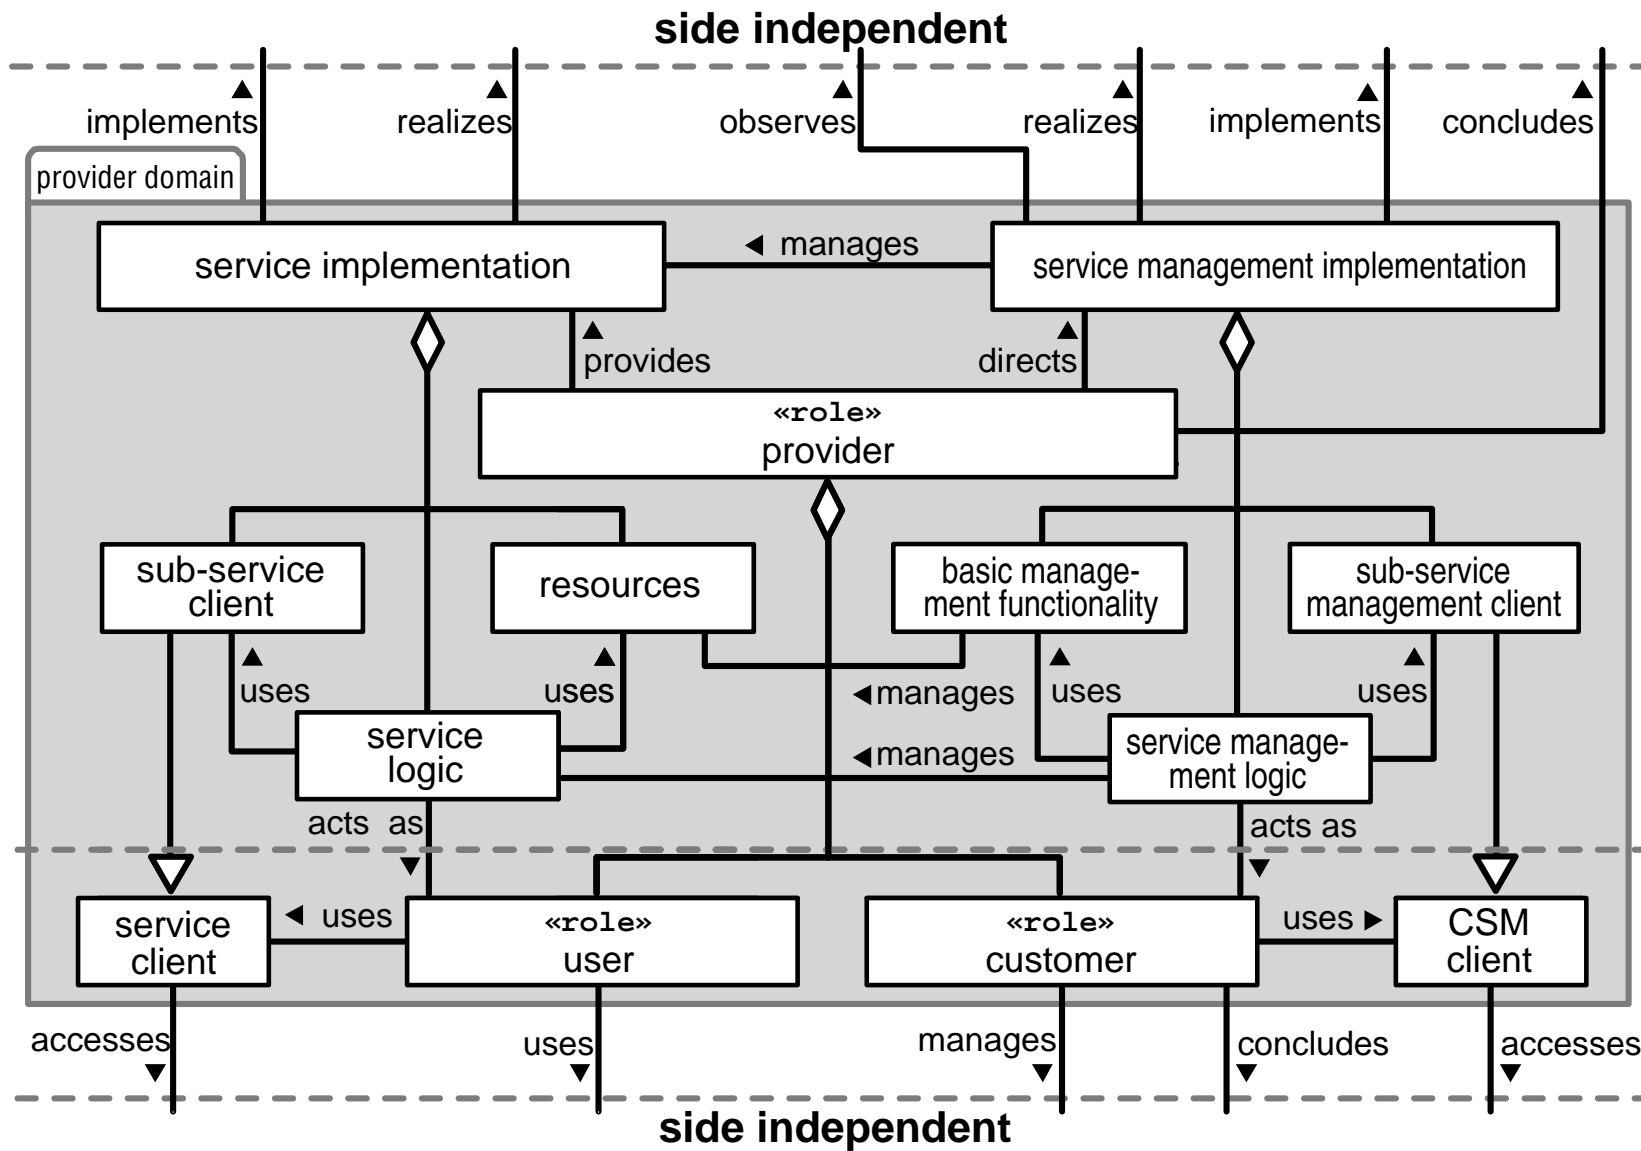 side independent
implements
realizes
observes
realizes
implements
concludes
provider domain
service implementation
manages
service management implementation
provides
directs
«role»
provider
sub-service
client
resources
basic manage-
ment functionality
sub-service
management client
uses
uses
manages
uses
uses
service
logic
manages
service manage-
ment logic
acts as
acts as
service
client
uses
«role»
user
«role»
customer
uses
CSM
client
accesses
uses
manages
concludes
accesses
side independent